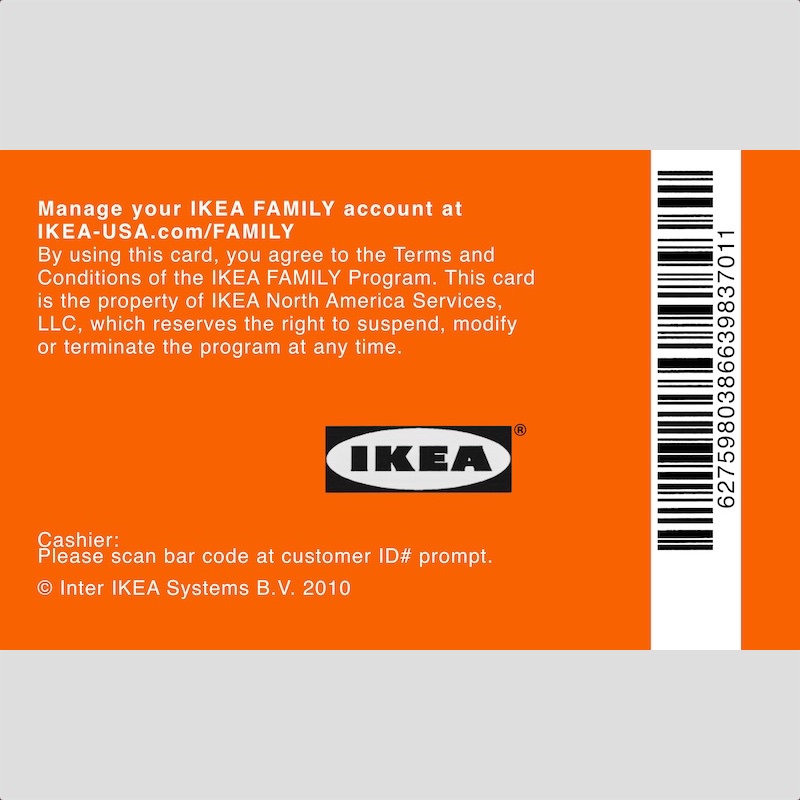 Manage your IKEA FAMILY account at
IKEA-USA.com/FAMILY
By using this card, you agree to the Terms and
Conditions of the IKEA FAMILY Program. This card
is the property of IKEA North America Services,
LLC, which reserves the right to suspend, modify
or terminate the program at any time.
IKEA®
Cashier:
Please scan bar code at customer ID# prompt.
© Inter IKEA Systems B.V. 2010
6275980386639837011